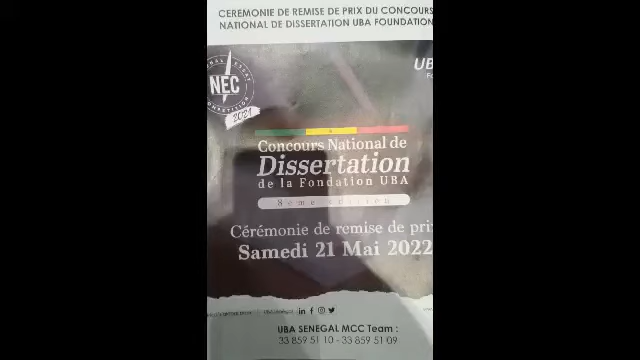 CEREMONIE DE REMISE DE PRIX DU CONCOURS
NATIONAL DE DISSERTATION UBA FOUNDATION
NEC
2021
UB
Concours National de
Dissertation
de la Fondation UBA
8ème édition
Cérémonie de remise de prix
Samedi 21 Mai 2022
UBA SENEGAL MCC Team :
33 859 51 10 - 33 859 51 09